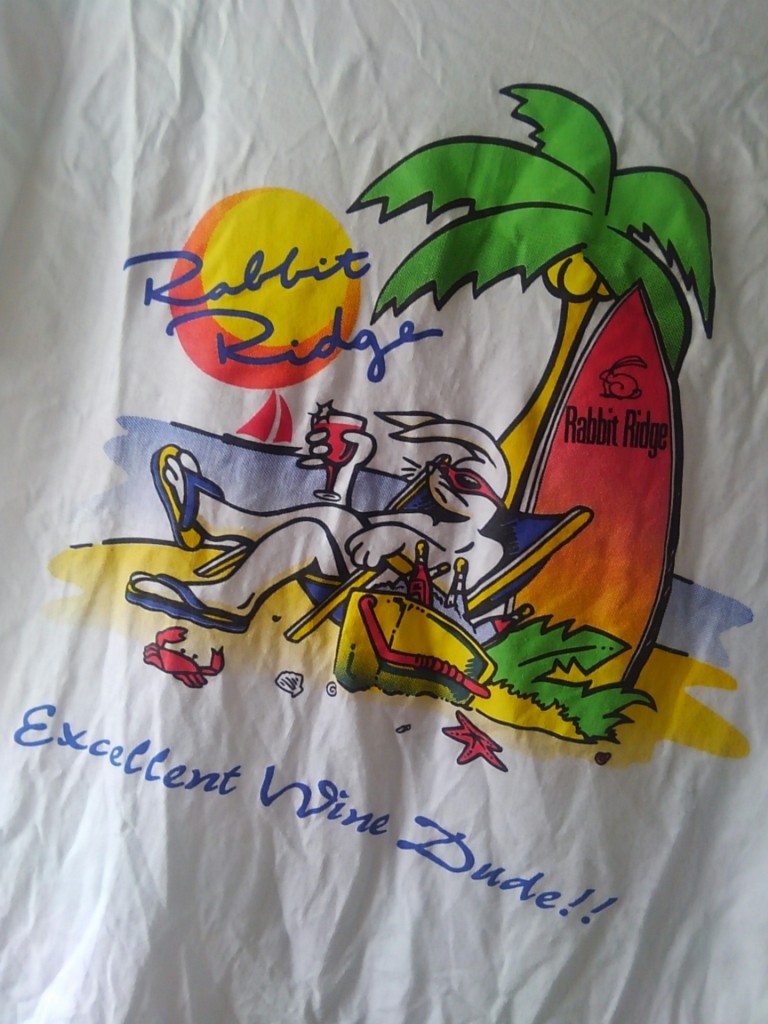 Rabbit
Ridge
Rabbit Ridge
Excellent Wine Dude!!